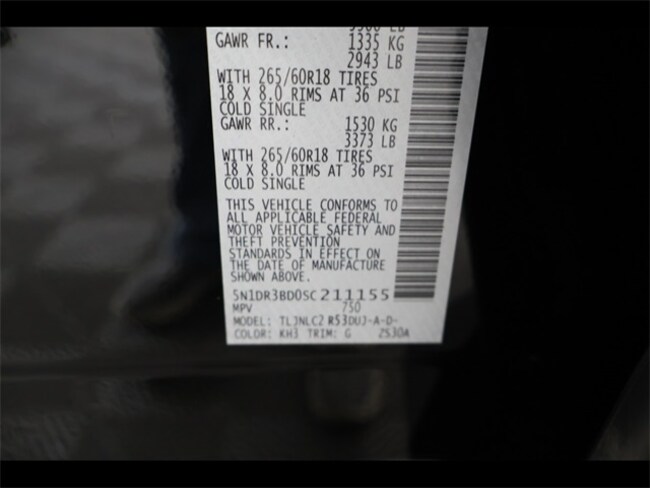 GAWR FR.: 1335 KG
2943 LB
WITH 265/60R18 TIRES
18 X 8.0 RIMS AT 36 PSI
COLD SINGLE
GAWR RR.: 1530 KG
3373 LB
WITH 265/60R18 TIRES
18 X 8.0 RIMS AT 36 PSI
COLD SINGLE
THIS VEHICLE CONFORMS TO
ALL APPLICABLE FEDERAL
MOTOR VEHICLE SAFETY AND
THEFT PREVENTION
STANDARDS IN EFFECT ON
THE DATE OF MANUFACTURE
SHOWN ABOVE.
5N1DR3BD0SC211155
MPV 750
MODEL: TLJNLC2 R53DUJ-A-D-
COLOR: KH3 TRIM: G 2530A